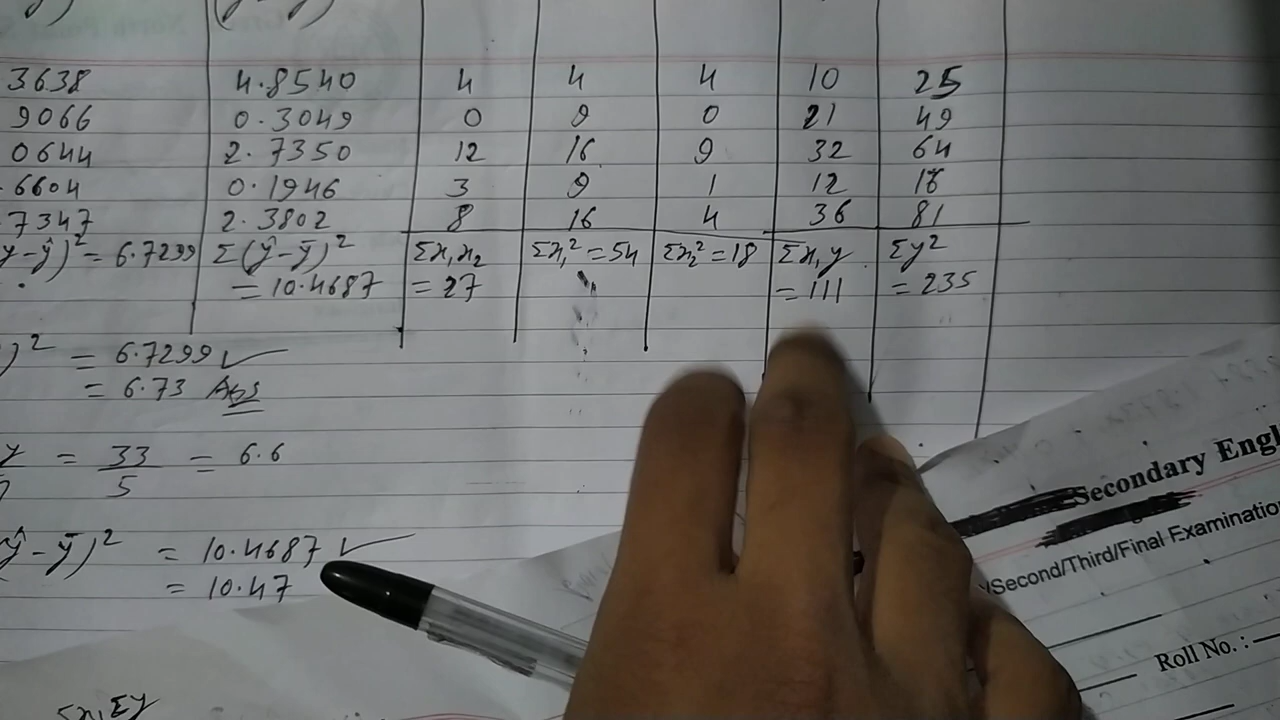 3638 4.8540 4 4 4 10 25
9066 0.3049 0 9 0 21 49
0644 2.7350 12 16 9 32 64
.6604 0.1946 3 9 1 12 16
.7347 2.3802 8 16 4 36 81
y-ŷ)² = 6.7299 Σ(ŷ-ȳ)² Σx₁x₂ Σx₁²=54 Σx₂²=18 Σx₁y Σy²
= 10.4687 = 27 = 111 = 235
)² = 6.7299 ✓
= 6.73 Ans
y = 33/5 = 6.6
(ŷ-ȳ)² = 10.4687 ✓
= 10.47
Σx₁Σy
Secondary Engl
/Second/Third/Final Examination
Roll No. :